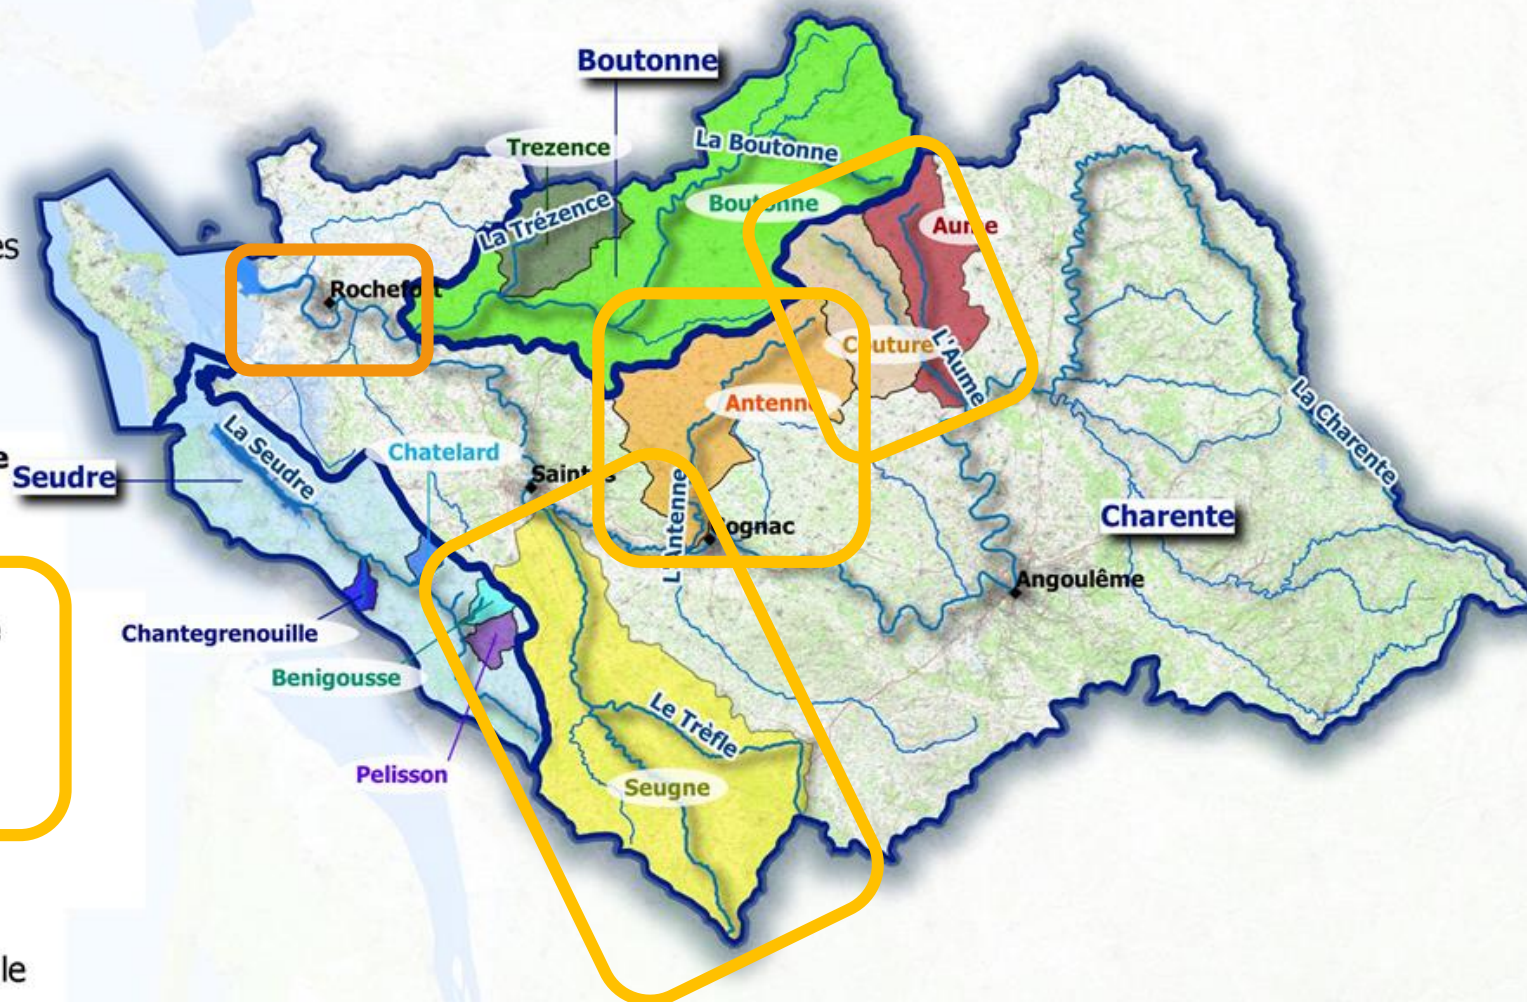 Boutonne
Trezence
La Boutonne
Boutonne
La Trézence
Aume
es
Rochefort
Couture
L'Aume
Antenne
La Charente
La Seudre
Chatelard
e
Seudre
Saintes
L'Antenne
Cognac
Charente
Angoulême
Chantegrenouille
Benigousse
Le Trèfle
Pelisson
Seugne
le